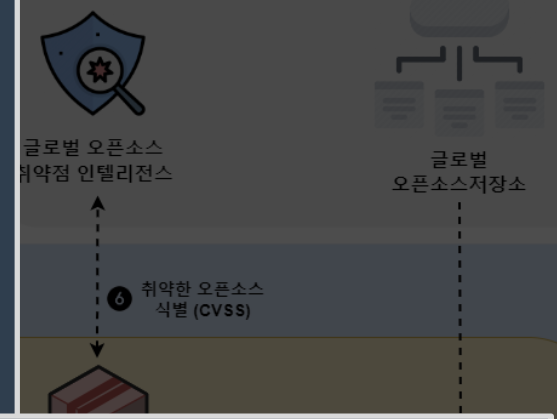 글로벌 오픈소스
취약점 인텔리전스
글로벌
오픈소스저장소
6 취약한 오픈소스
식별 (CVSS)